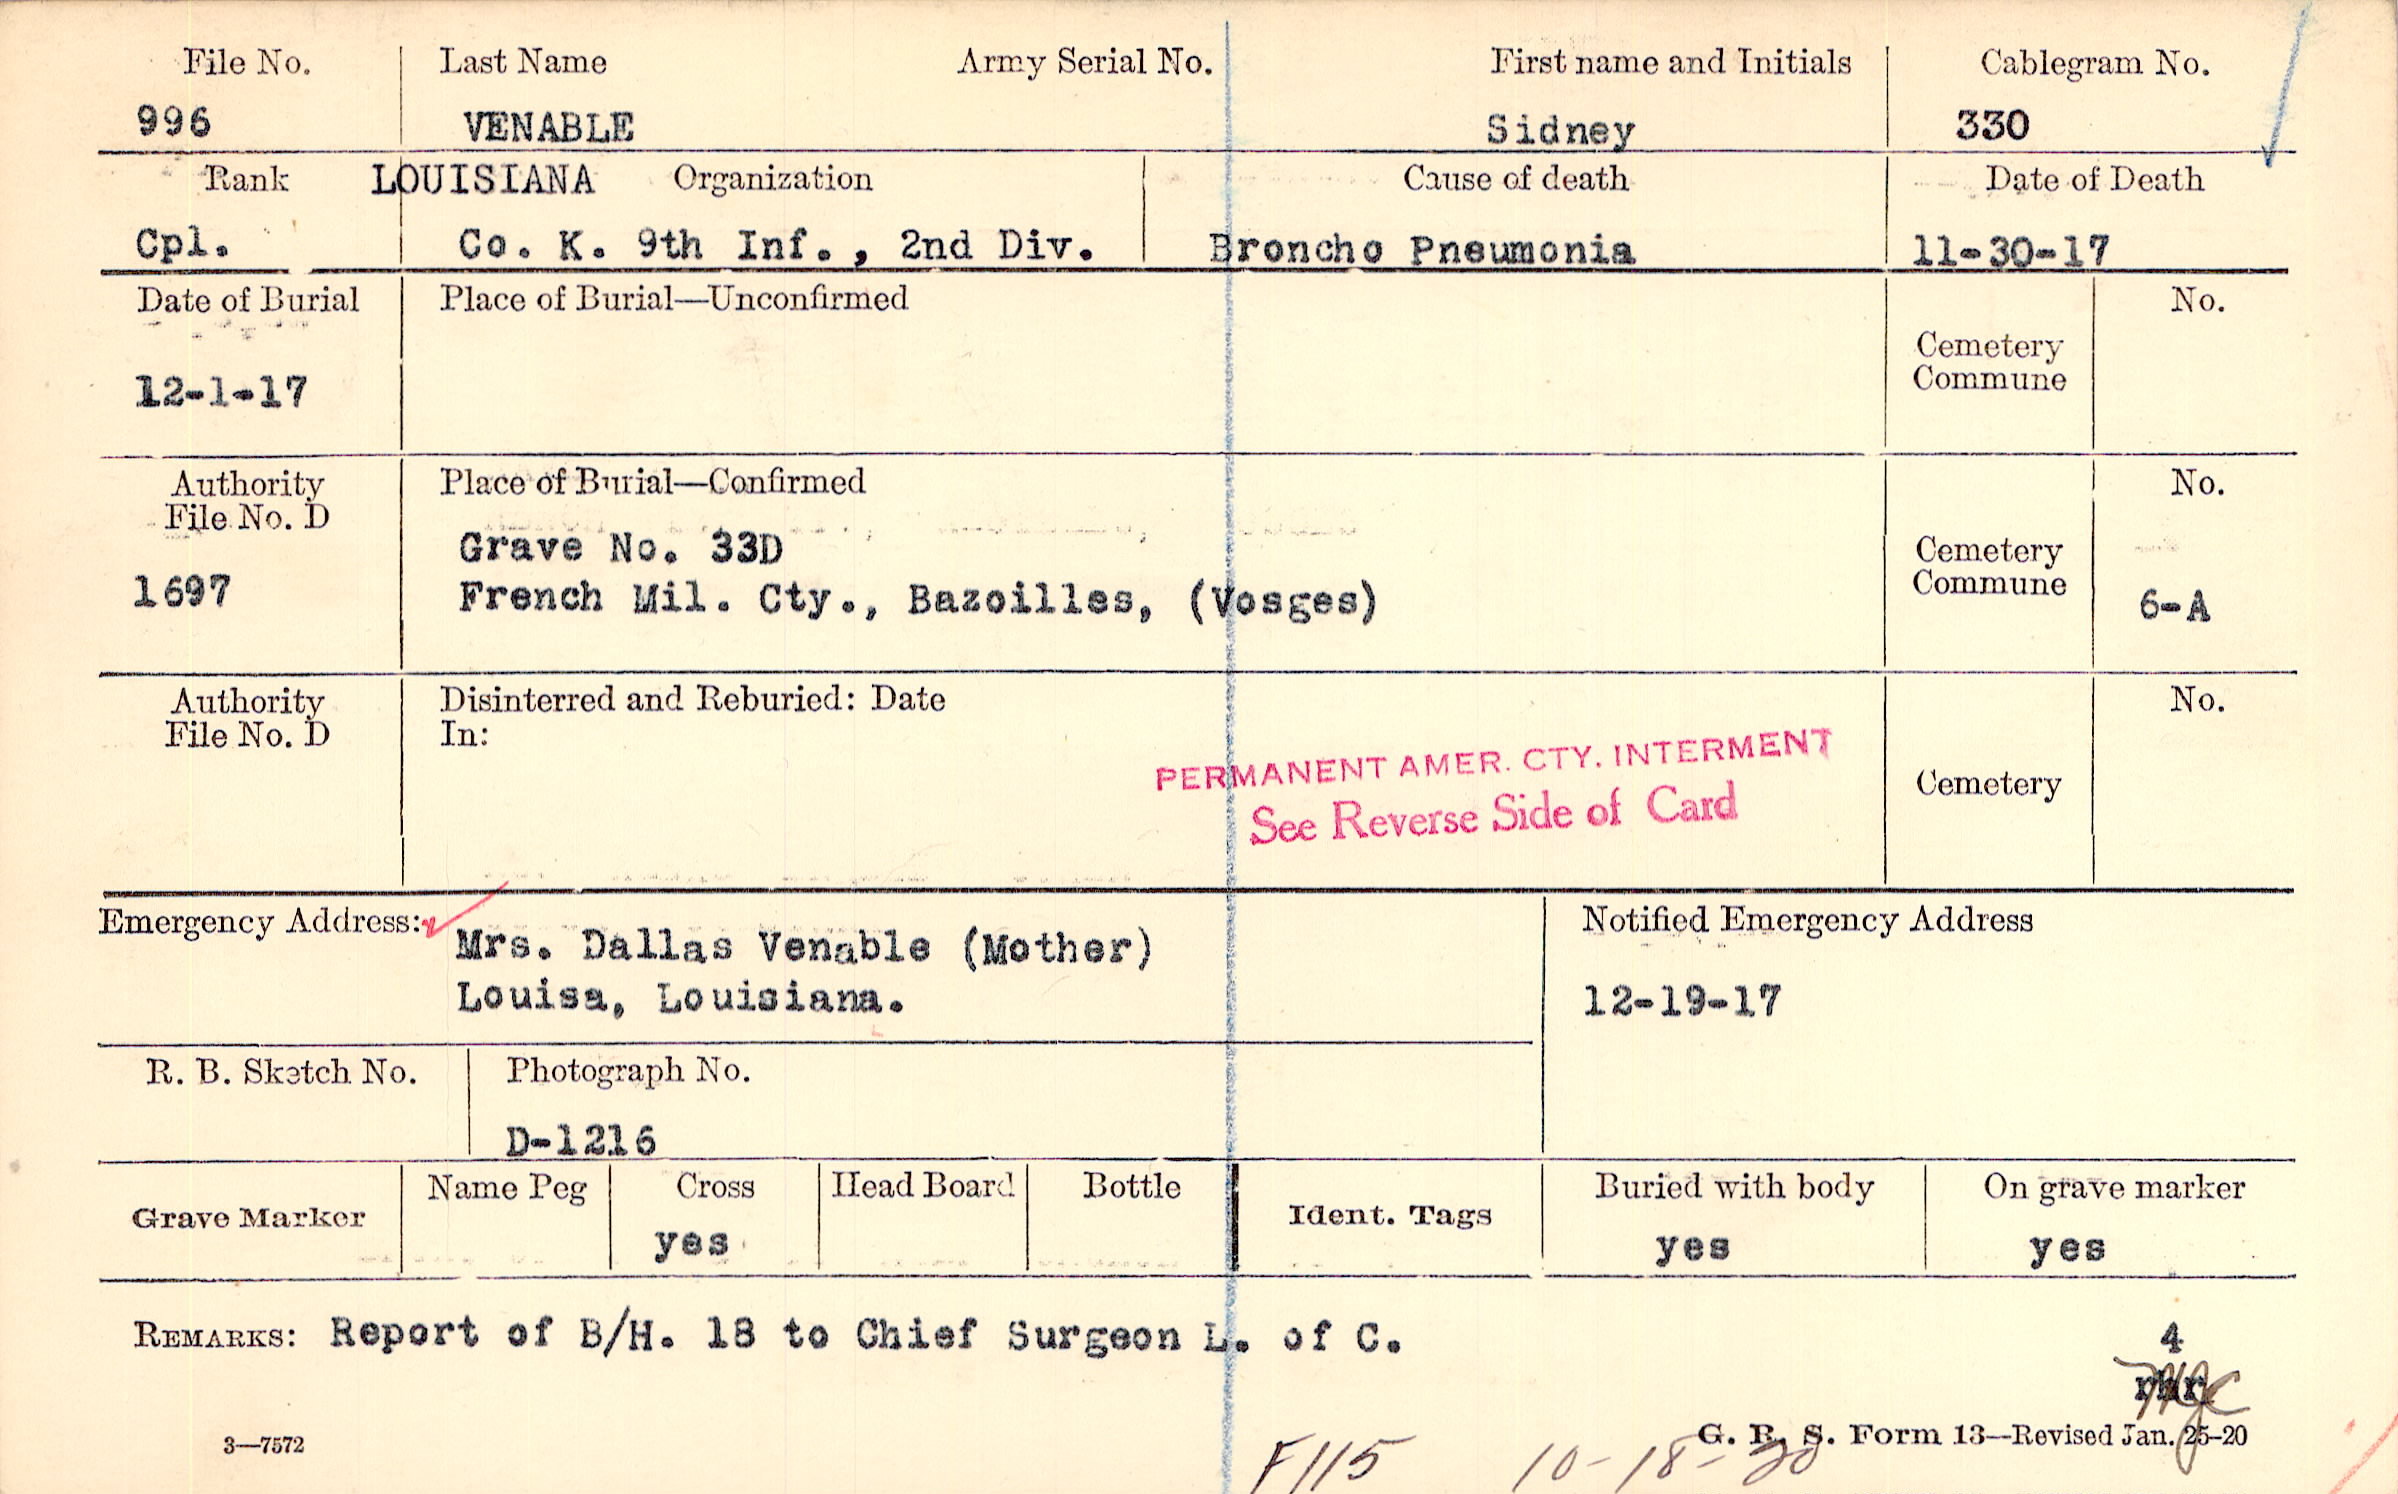 File No. Last Name Army Serial No. First name and Initials Cablegram No.
996 VENABLE Sidney 330
Rank LOUISIANA Organization Cause of death Date of Death
Cpl. Co. K. 9th Inf., 2nd Div. Broncho Pneumonia 11-30-17
Date of Burial Place of Burial—Unconfirmed No.
Cemetery
Commune
12-1-17
Authority Place of Burial—Confirmed No.
File No. D
Grave No. 33D Cemetery
1697 French Mil. Cty., Bazoilles, (Vosges) Commune 6-A
Authority Disinterred and Reburied: Date No.
File No. D In:
PERMANENT AMER. CTY. INTERMENT
See Reverse Side of Card
Cemetery
Emergency Address: Mrs. Dallas Venable (Mother) Notified Emergency Address
Louisa, Louisiana. 12-19-17
R. B. Sketch No. Photograph No.
D-1216
Grave Marker Name Peg Cross Head Board Bottle Ident. Tags Buried with body On grave marker
yes yes yes
REMARKS: Report of B/H. 18 to Chief Surgeon L. of C. 4
3—7572 G. R. S. Form 13—Revised Jan. 25-20
F115 10-18-20